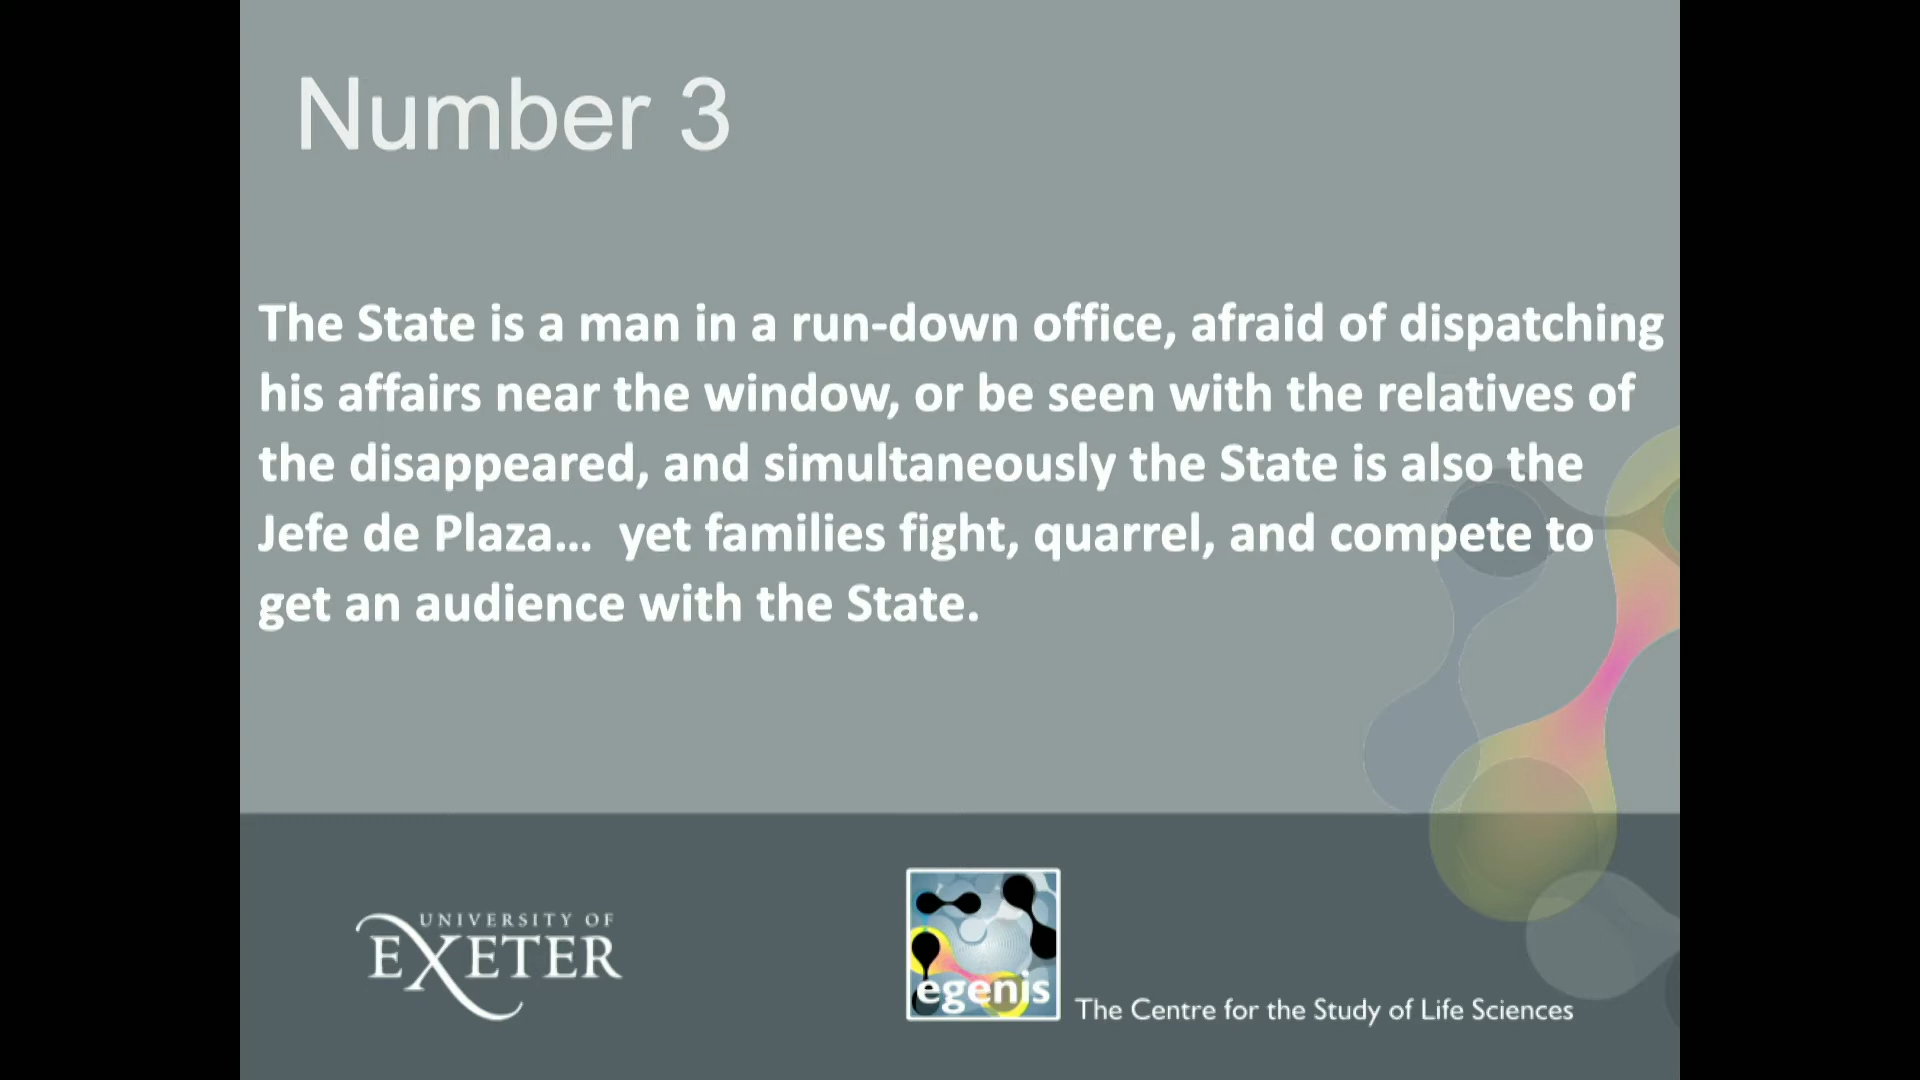 Number 3
The State is a man in a run-down office, afraid of dispatching
his affairs near the window, or be seen with the relatives of
the disappeared, and simultaneously the State is also the
Jefe de Plaza...  yet families fight, quarrel, and compete to
get an audience with the State.
UNIVERSITY OF
EXETER
egenis
The Centre for the Study of Life Sciences